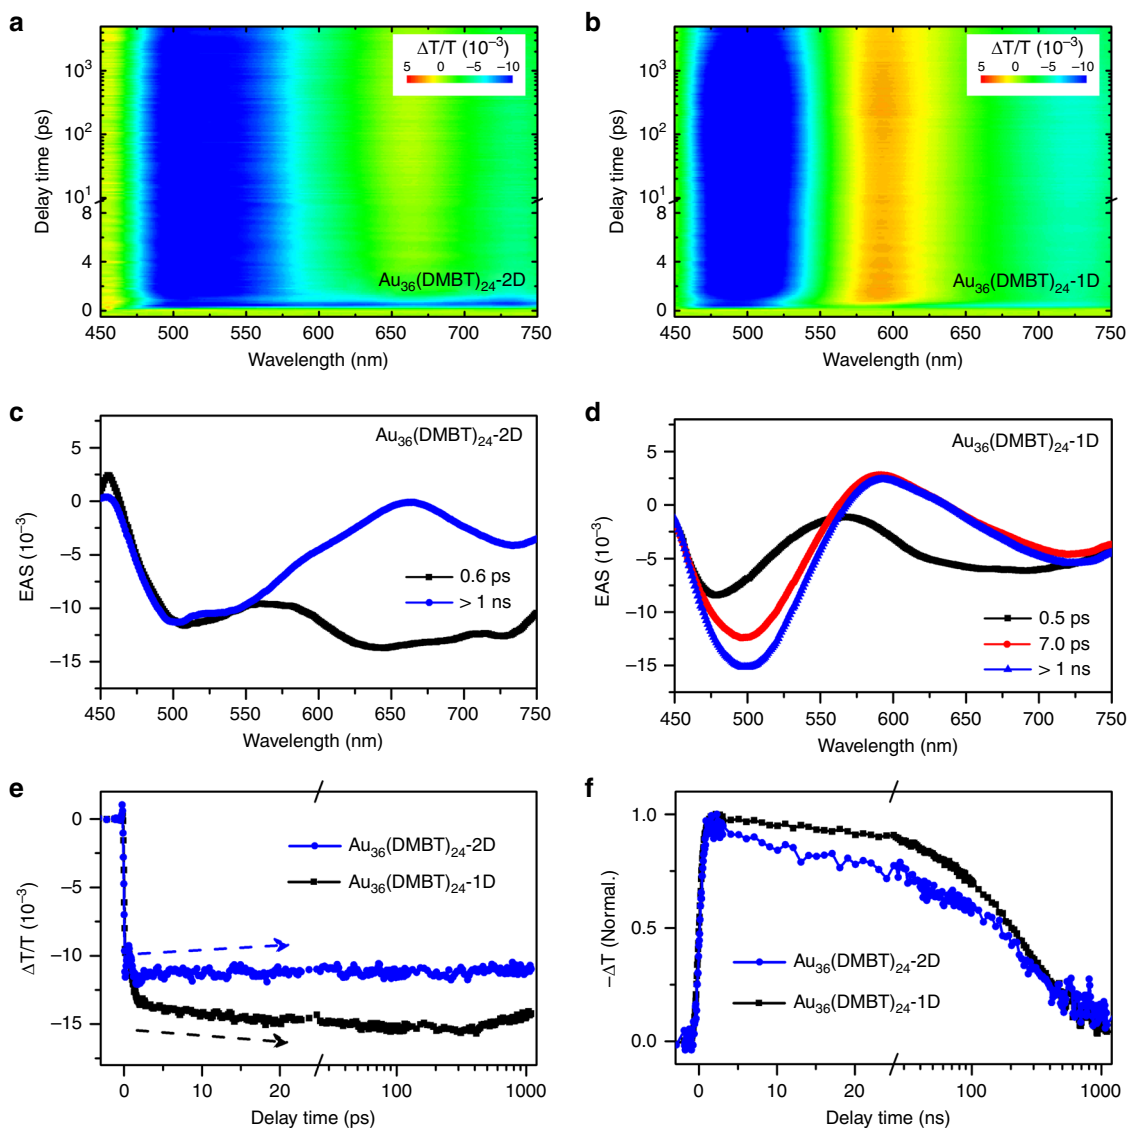 a
ΔT/T (10⁻³)
5 0 −5 −10
Au₃₆(DMBT)₂₄-2D
Delay time (ps)
10³
10²
10¹
8
4
0
450 500 550 600 650 700 750
Wavelength (nm)
b
ΔT/T (10⁻³)
5 0 −5 −10
Au₃₆(DMBT)₂₄-1D
Delay time (ps)
10³
10²
10¹
8
4
0
450 500 550 600 650 700 750
Wavelength (nm)
c
Au₃₆(DMBT)₂₄-2D
EAS (10⁻³)
5
0
−5
−10
−15
0.6 ps
> 1 ns
450 500 550 600 650 700 750
Wavelength (nm)
d
Au₃₆(DMBT)₂₄-1D
EAS (10⁻³)
5
0
−5
−10
−15
0.5 ps
7.0 ps
> 1 ns
450 500 550 600 650 700 750
Wavelength (nm)
e
ΔT/T (10⁻³)
0
−5
−10
−15
Au₃₆(DMBT)₂₄-2D
Au₃₆(DMBT)₂₄-1D
0 10 20 100 1000
Delay time (ps)
f
−ΔT (Normal.)
1.0
0.5
0.0
Au₃₆(DMBT)₂₄-2D
Au₃₆(DMBT)₂₄-1D
0 10 20 100 1000
Delay time (ns)